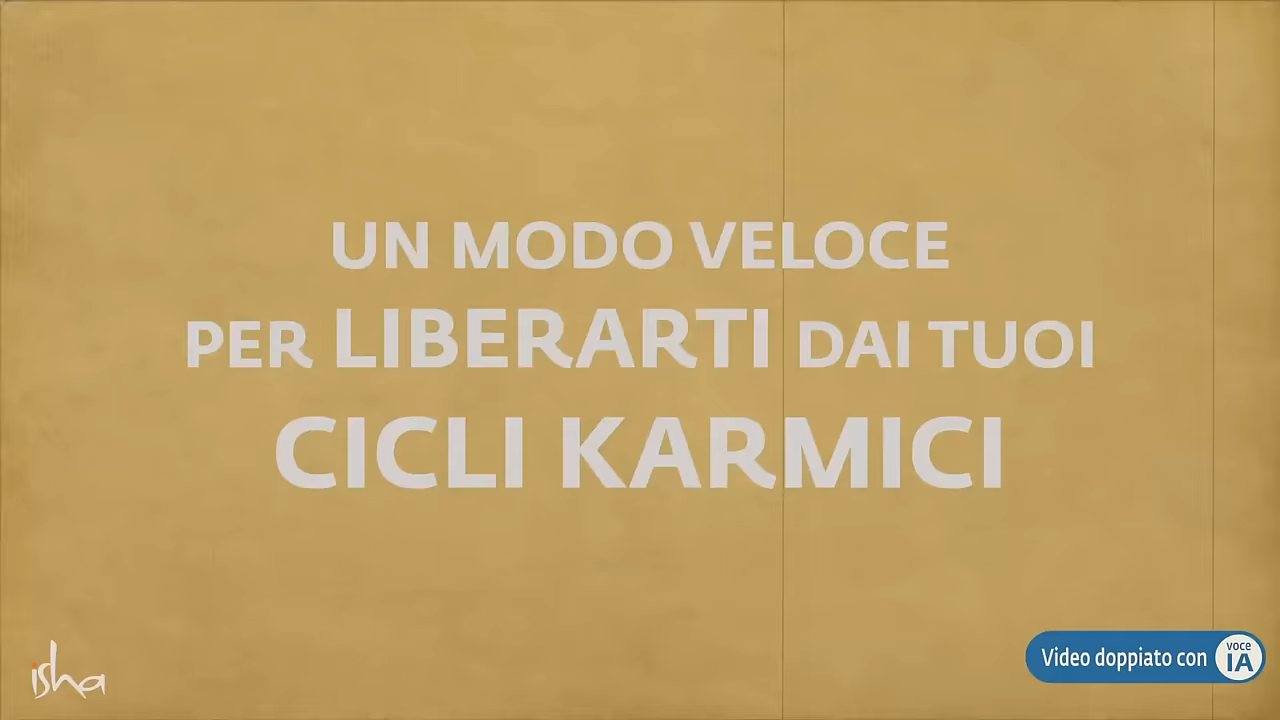 UN MODO VELOCE
PER LIBERARTI DAI TUOI
CICLI KARMICI
isha
Video doppiato con
voce
IA